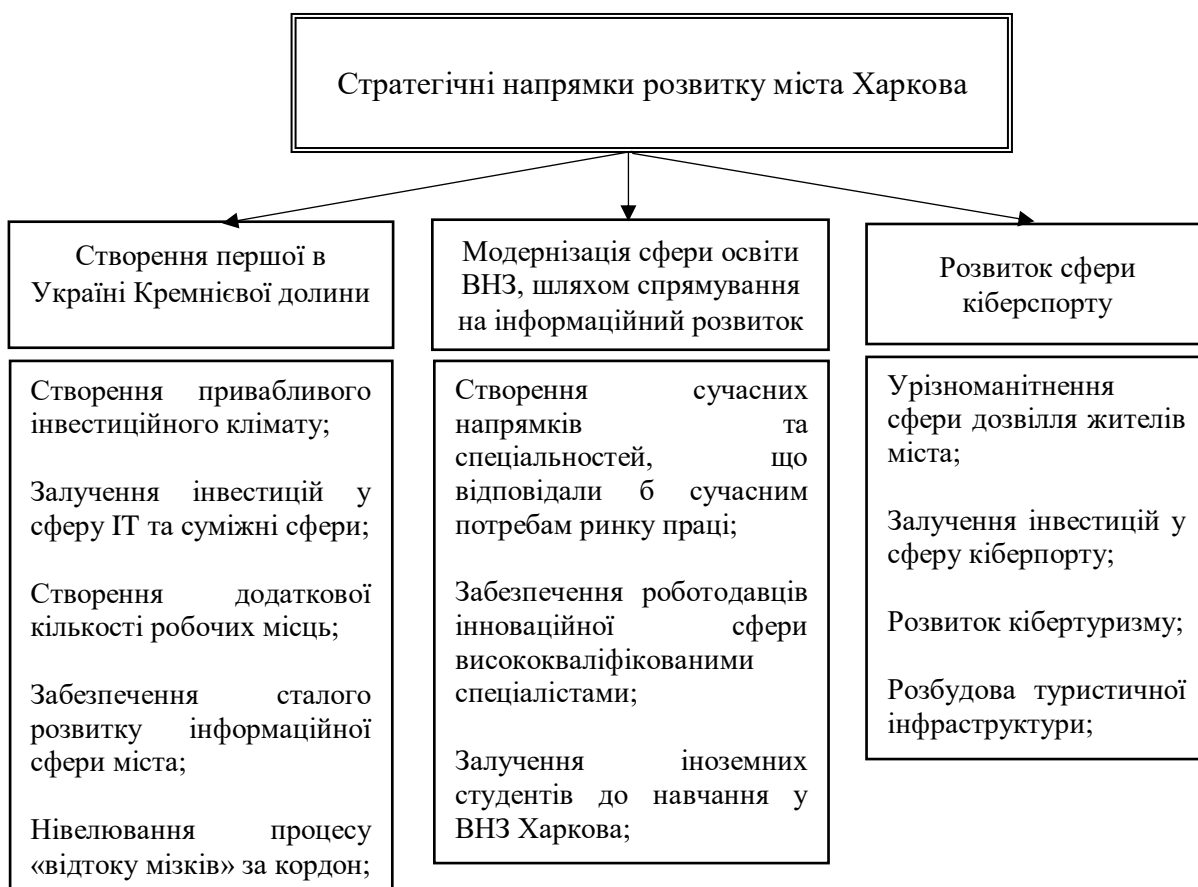 Стратегічні напрямки розвитку міста Харкова
Створення першої в
Україні Кремнієвої долини
Модернізація сфери освіти
ВНЗ, шляхом спрямування
на інформаційний розвиток
Розвиток сфери
кіберспорту
Створення привабливого
інвестиційного клімату;
Залучення інвестицій у
сферу ІТ та суміжні сфери;
Створення додаткової
кількості робочих місць;
Забезпечення сталого
розвитку інформаційної
сфери міста;
Нівелювання процесу
«відтоку мізків» за кордон;
Створення сучасних
напрямків та
спеціальностей, що
відповідали б сучасним
потребам ринку праці;
Забезпечення роботодавців
інноваційної сфери
висококваліфікованими
спеціалістами;
Залучення іноземних
студентів до навчання у
ВНЗ Харкова;
Урізноманітнення
сфери дозвілля жителів
міста;
Залучення інвестицій у
сферу кіберпорту;
Розвиток кібертуризму;
Розбудова туристичної
інфраструктури;